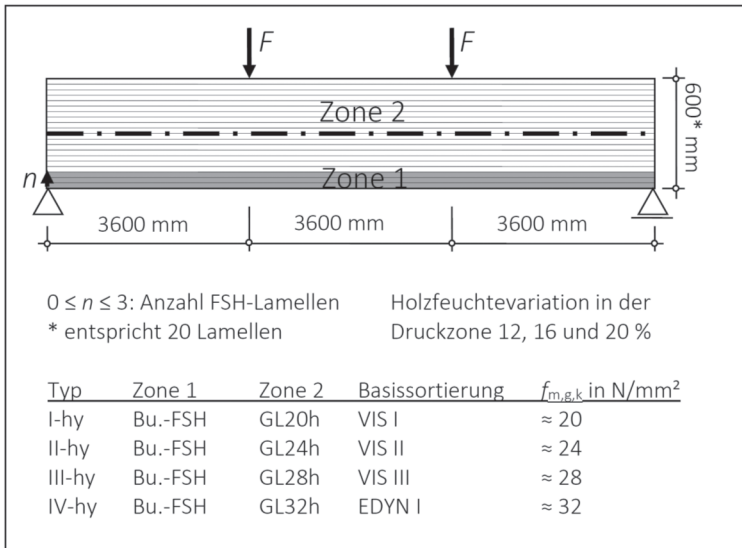 F F
Zone 2
600* mm
n
Zone 1
3600 mm 3600 mm 3600 mm
0 ≤ n ≤ 3: Anzahl FSH-Lamellen Holzfeuchtevariation in der
* entspricht 20 Lamellen Druckzone 12, 16 und 20 %
Typ Zone 1 Zone 2 Basissortierung fm,g,k in N/mm²
I-hy Bu.-FSH GL20h VIS I ≈ 20
II-hy Bu.-FSH GL24h VIS II ≈ 24
III-hy Bu.-FSH GL28h VIS III ≈ 28
IV-hy Bu.-FSH GL32h EDYN I ≈ 32